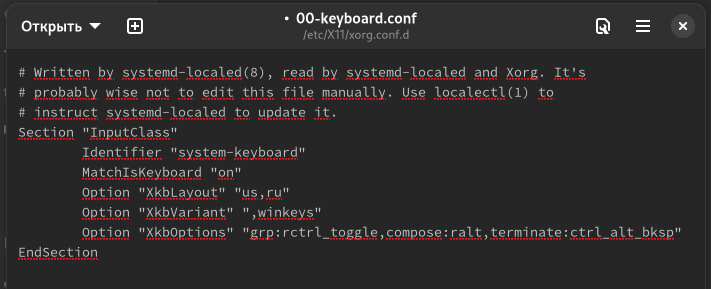 Открыть
• 00-keyboard.conf
/etc/X11/xorg.conf.d
# Written by systemd-localed(8), read by systemd-localed and Xorg. It's
# probably wise not to edit this file manually. Use localectl(1) to
# instruct systemd-localed to update it.
Section "InputClass"
        Identifier "system-keyboard"
        MatchIsKeyboard "on"
        Option "XkbLayout" "us,ru"
        Option "XkbVariant" ",winkeys"
        Option "XkbOptions" "grp:rctrl_toggle,compose:ralt,terminate:ctrl_alt_bksp"
EndSection